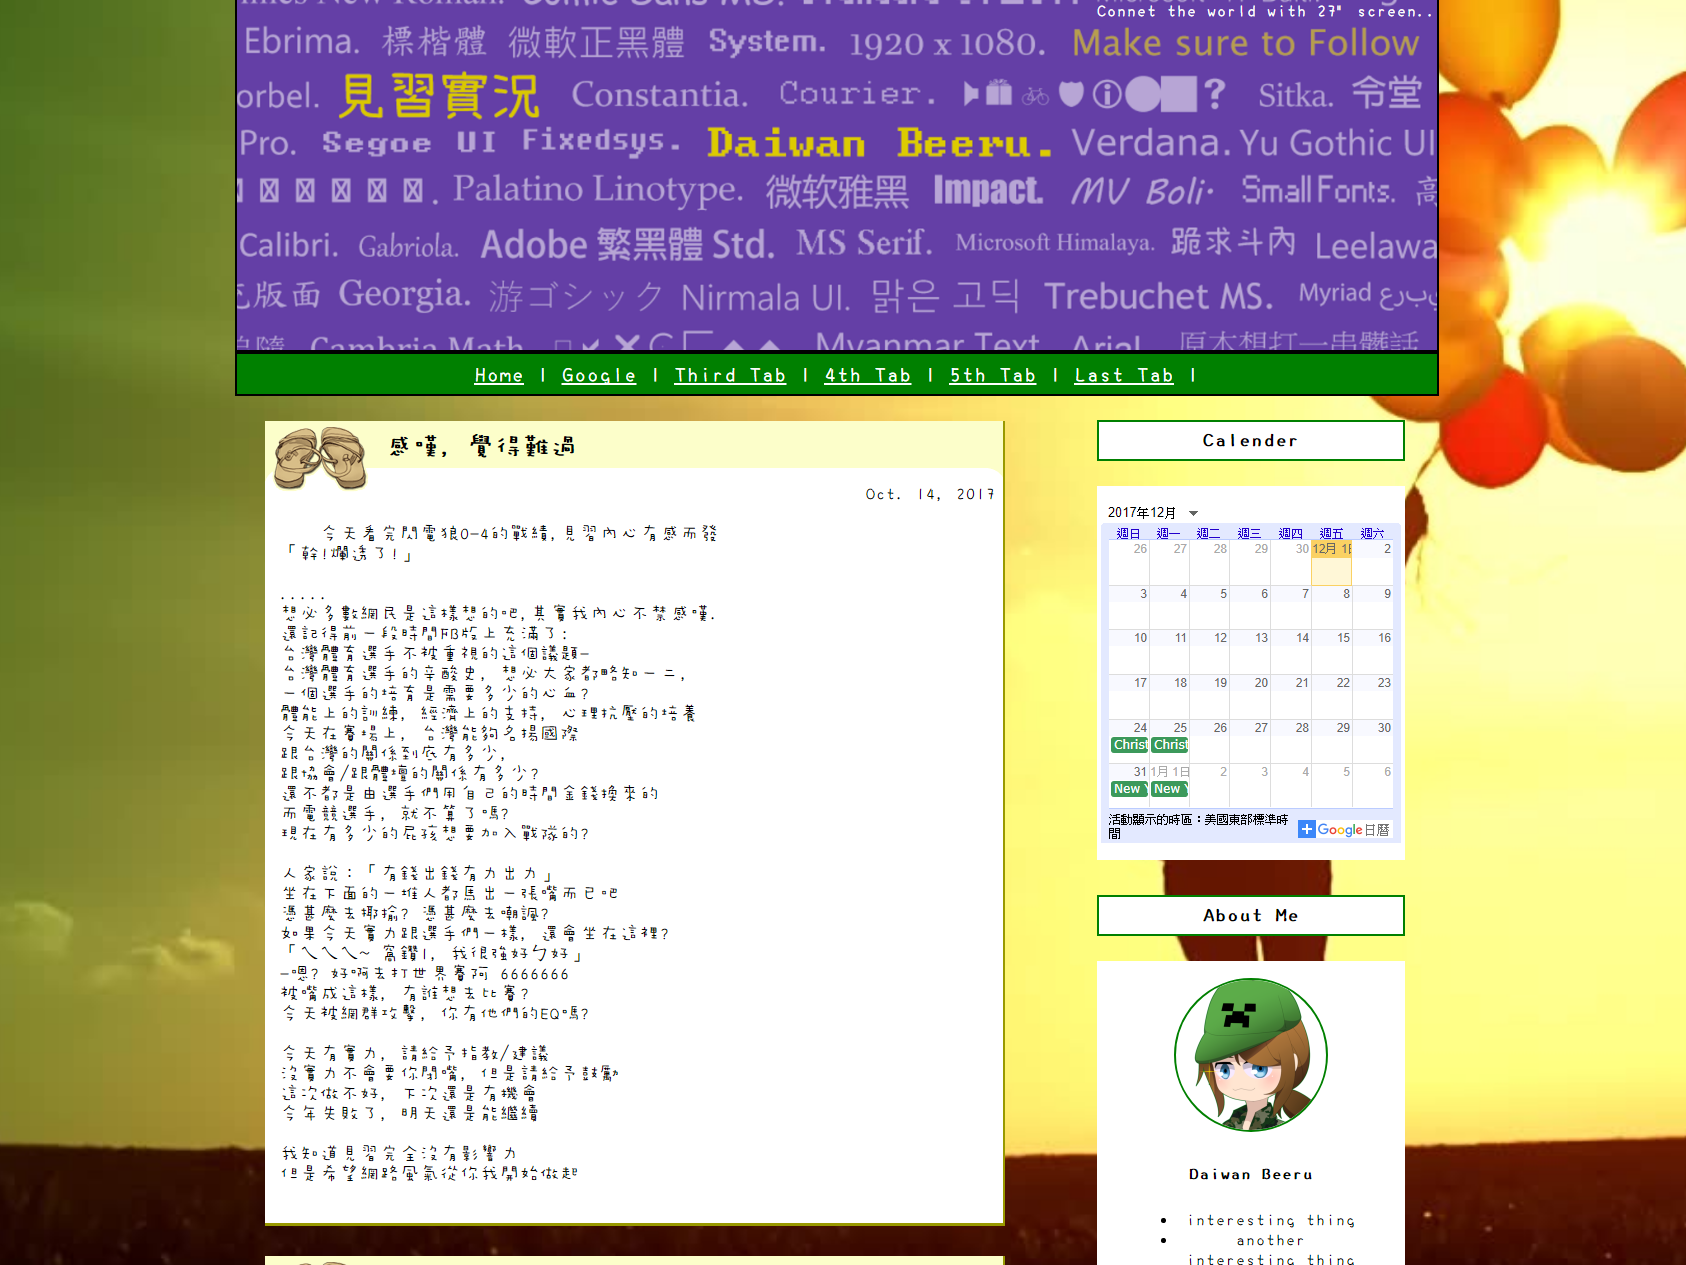 Connet the world with 27" screen..
Ebrima. 標楷體 微軟正黑體 System. 1920 x 1080. Make sure to Follow
orbel. 見習實況 Constantia. Courier. ? Sitka. 令堂
Pro. Segoe UI Fixedsys. Daiwan Beeru. Verdana. Yu Gothic UI
Palatino Linotype. 微软雅黑 Impact. MV Boli. Small Fonts. 高
Calibri. Gabriola. Adobe 繁黑體 Std. MS Serif. Microsoft Himalaya. 跪求斗內 Leelawa
版面 Georgia. 游ゴシック Nirmala UI. 맑은 고딕 Trebuchet MS. Myriad عربي
Cambria Math. Myanmar Text Arial 原本想打一串髒話
Home | Google | Third Tab | 4th Tab | 5th Tab | Last Tab |
感嘆, 覺得難過
Oct. 14, 2017
今天看完閃電狼0-4的戰績,見習內心有感而發
「幹!爛透了!」
.....
想必多數網民是這樣想的吧,其實我內心不禁感嘆.
還記得前一段時間FB版上充滿了:
台灣體育選手不被重視的這個議題-
台灣體育選手的辛酸史, 想必大家都略知一二,
一個選手的培育是需要多少的心血?
體能上的訓練, 經濟上的支持, 心理抗壓的培養
今天在賽場上, 台灣能夠名揚國際
跟台灣的關係到底有多少,
跟協會/跟體壇的關係有多少?
還不都是由選手們用自己的時間金錢換來的
而電競選手, 就不算了嗎?
現在有多少的屁孩想要加入戰隊的?
人家說：「有錢出錢有力出力」
坐在下面的一堆人都馬出一張嘴而已吧
憑甚麼去揶揄? 憑甚麼去嘲諷?
如果今天實力跟選手們一樣, 還會坐在這裡?
「ㄟㄟㄟ~ 窩鑽1, 我很強好ㄅ好」
-嗯? 好啊去打世界賽阿 6666666
被嘴成這樣, 有誰想去比賽?
今天被網群攻擊, 你有他們的EQ嗎?
今天有實力, 請給予指教/建議
沒實力不會要你閉嘴, 但是請給予鼓勵
這次做不好, 下次還是有機會
今年失敗了, 明天還是能繼續
我知道見習完全沒有影響力
但是希望網路風氣從你我開始做起
Calender
2017年12月
週日 週一 週二 週三 週四 週五 週六
26 27 28 29 30 12月 1日 2
3 4 5 6 7 8 9
10 11 12 13 14 15 16
17 18 19 20 21 22 23
24 25 26 27 28 29 30
Christ Christ
31 1月 1日 2 3 4 5 6
New Y New Y
活動顯示的時區：美國東部標準時
間
Google日曆
About Me
Daiwan Beeru
interesting thing
another
interesting thing